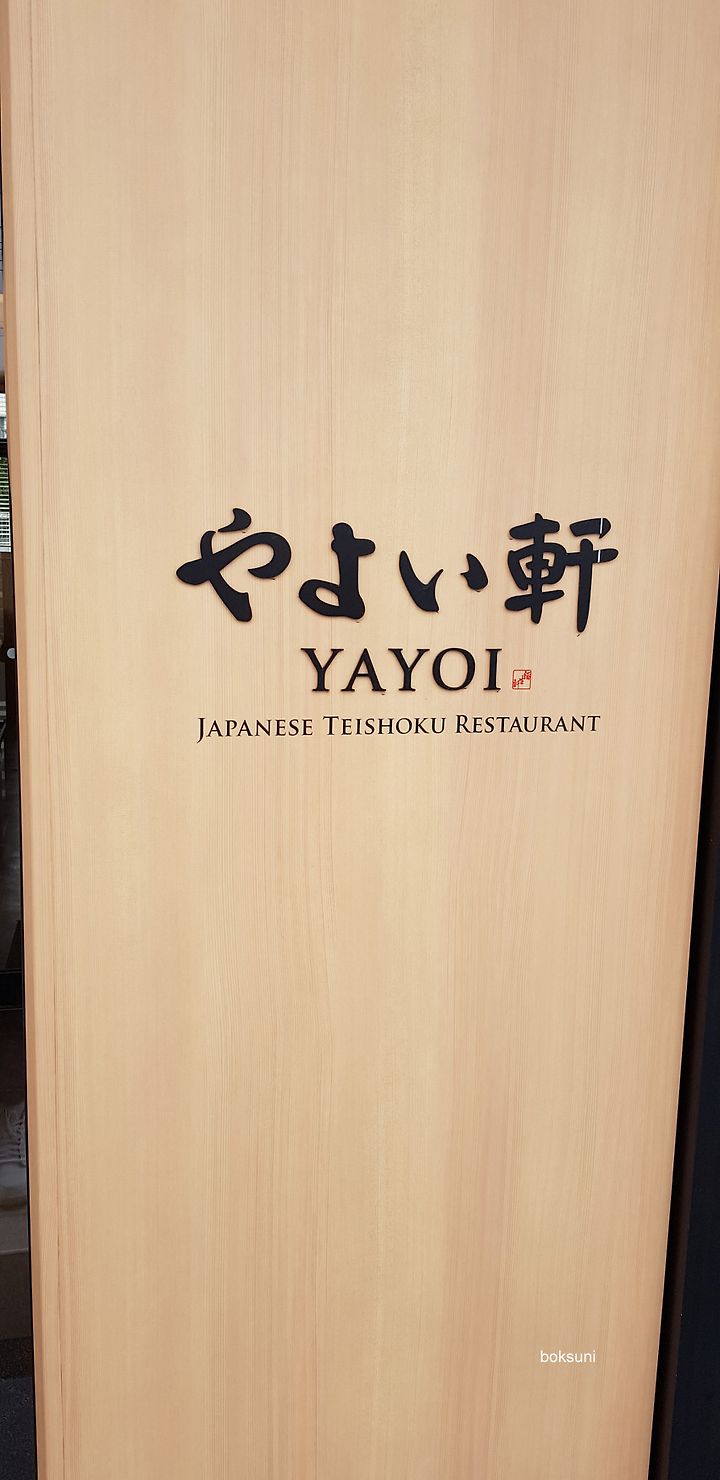 やよい軒
YAYOI
JAPANESE TEISHOKU RESTAURANT
boksuni